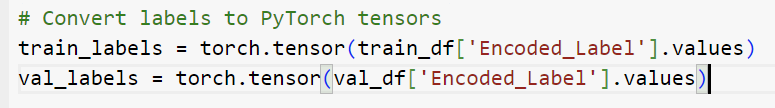 # Convert labels to PyTorch tensors
train_labels = torch.tensor(train_df['Encoded_Label'].values)
val_labels = torch.tensor(val_df['Encoded_Label'].values)